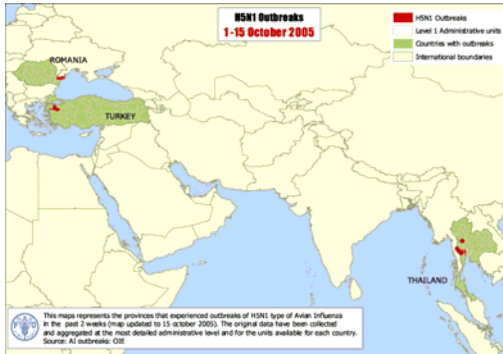 H5N1 Outbreaks
1-15 October 2005
H5N1 Outbreaks
Level 1 Administrative units
Countries with outbreaks
International boundaries
ROMANIA
TURKEY
THAILAND
This maps represents the provinces that experienced outbreaks of H5N1 type of Avian Influenza
in the past 2 weeks (map updated to 15 october 2005). The original data have been collected
and aggregated at the most detailed administrative level and for the units available for each country.
Source: AI outbreaks: OIE